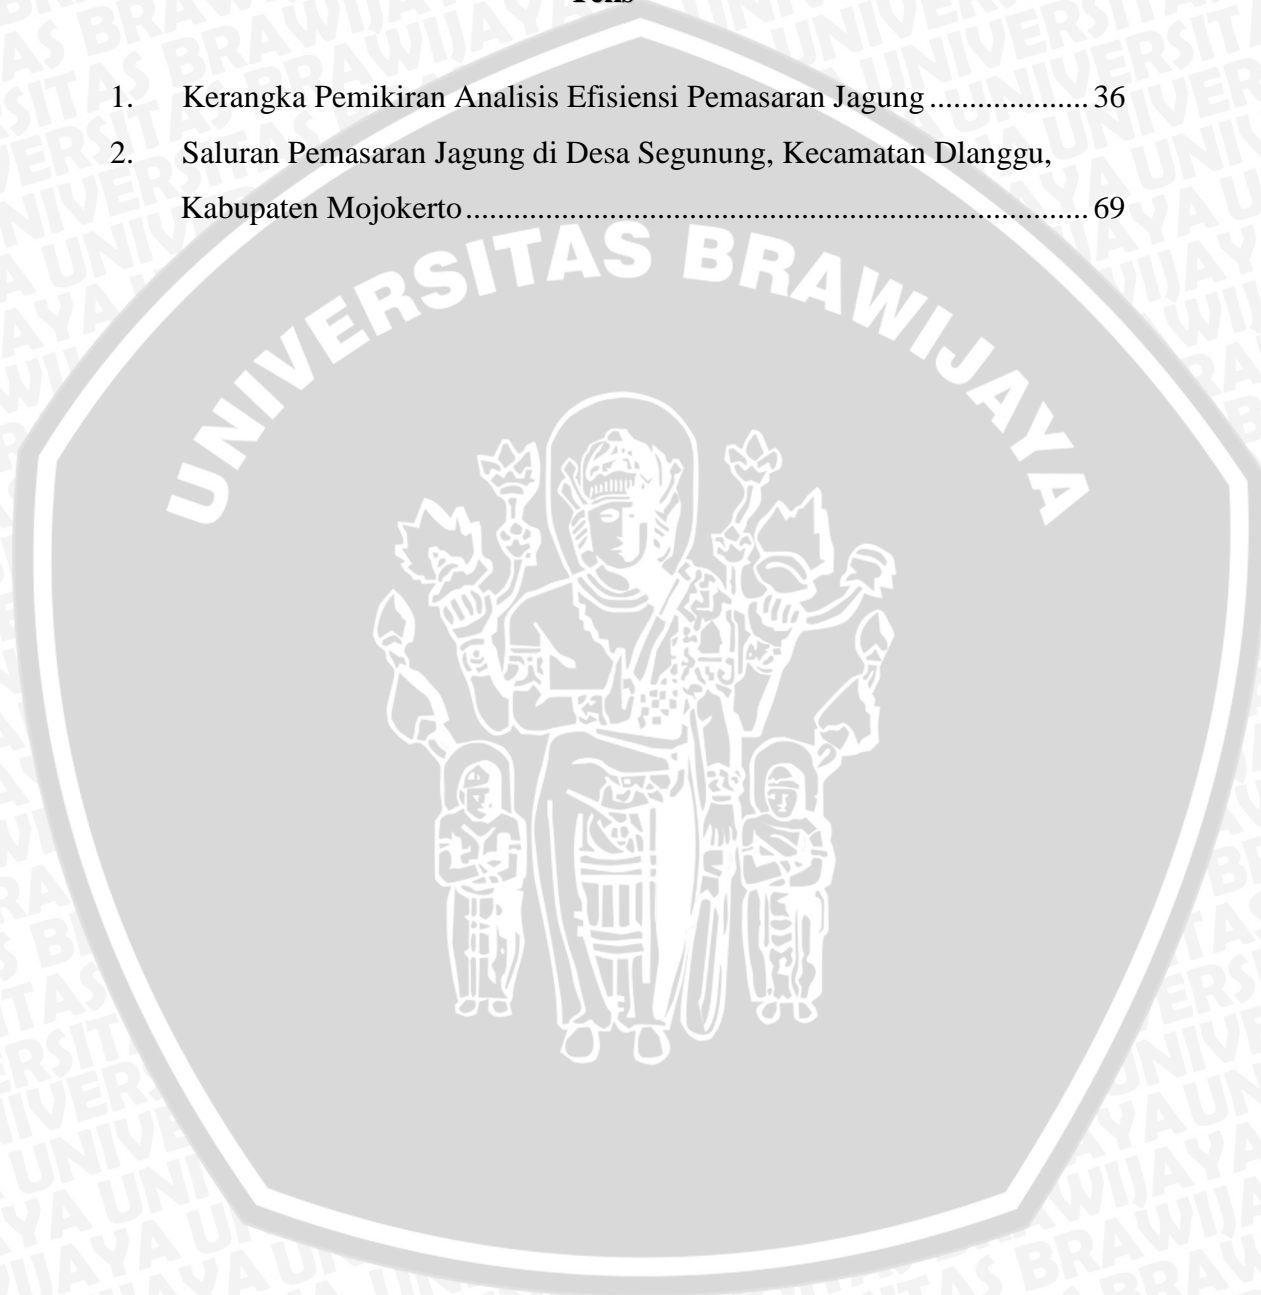 Teks
1. Kerangka Pemikiran Analisis Efisiensi Pemasaran Jagung ................... 36
2. Saluran Pemasaran Jagung di Desa Segunung, Kecamatan Dlanggu,
Kabupaten Mojokerto ............................................................................. 69
UNIVERSITAS BRAWIJAYA